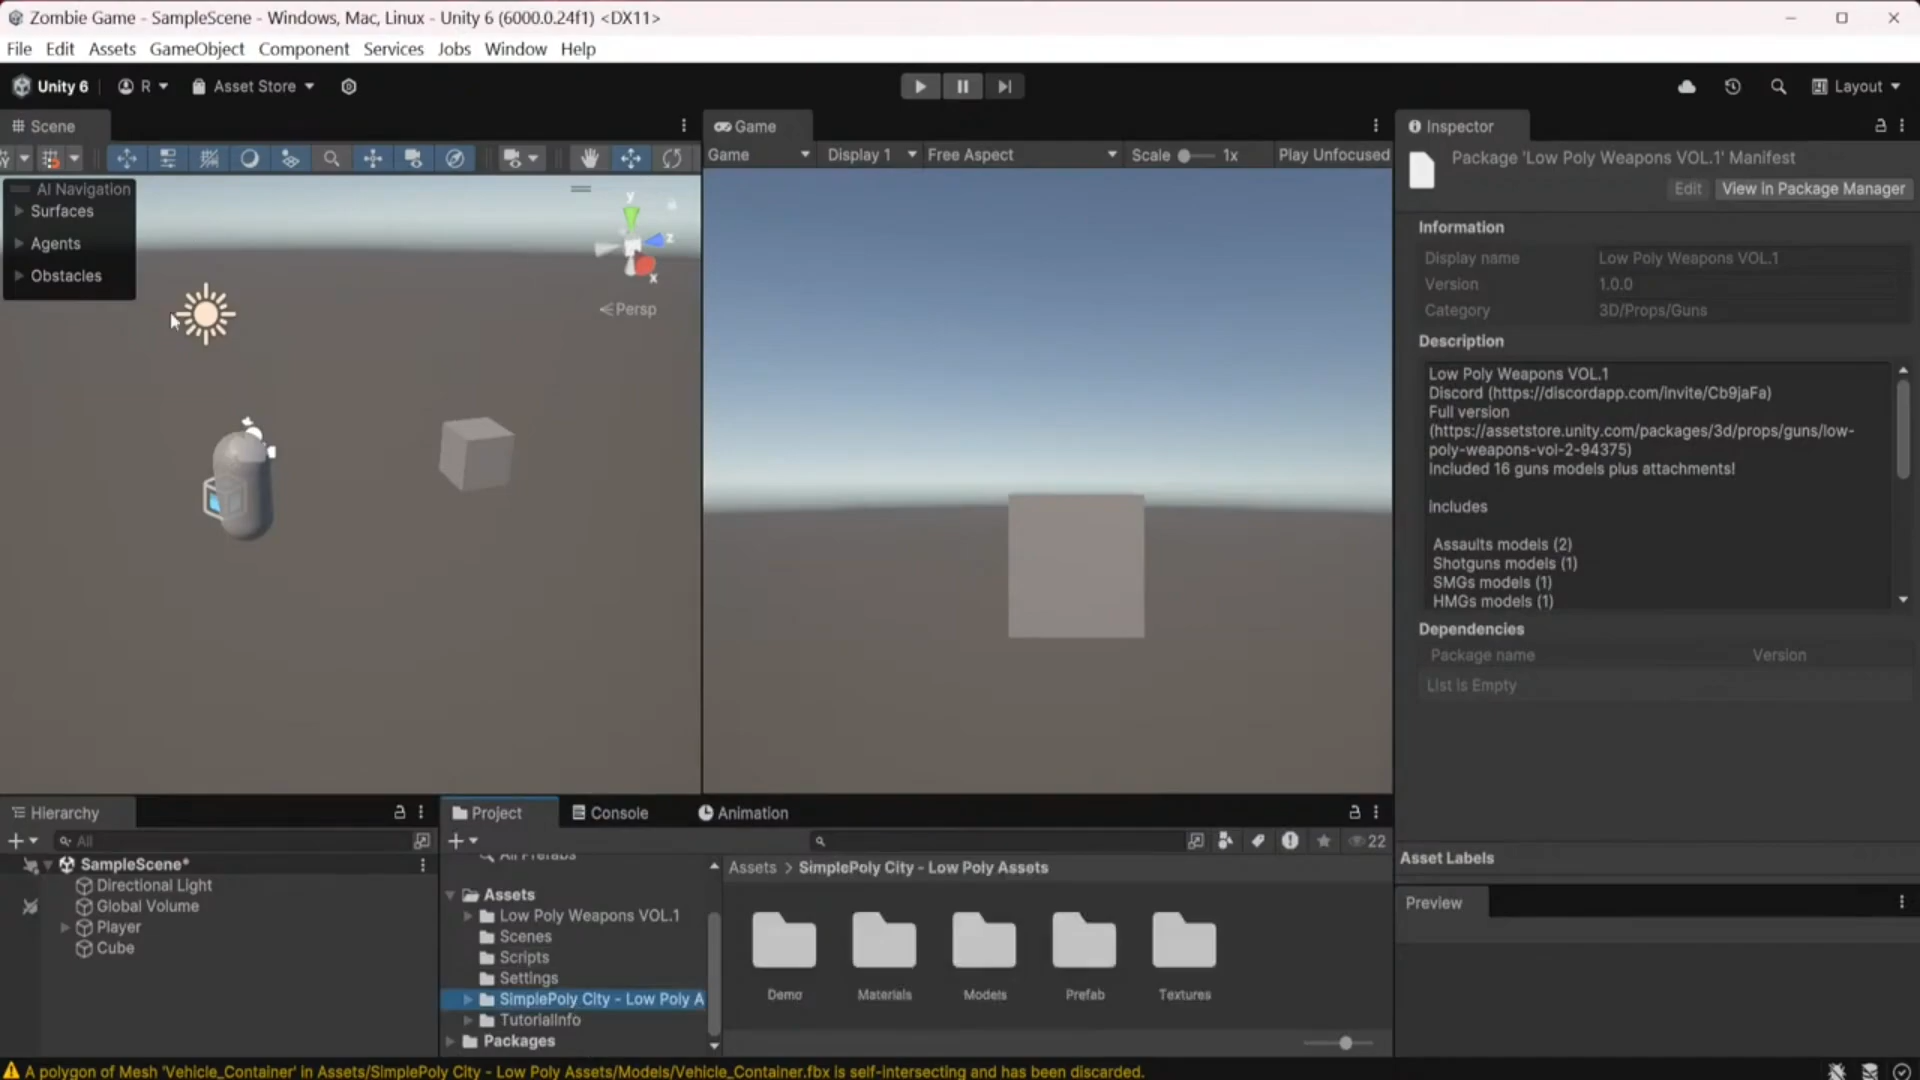 Zombie Game - SampleScene - Windows, Mac, Linux - Unity 6 (6000.0.24f1) <DX11>
File Edit Assets GameObject Component Services Jobs Window Help
Unity 6 R Asset Store Layout
Scene
AI Navigation
Surfaces
Agents
Obstacles
y
z
x
Persp
Game
Game Display 1 Free Aspect Scale 1x Play Unfocused
Inspector
Package 'Low Poly Weapons VOL.1' Manifest
Edit View in Package Manager
Information
Display name Low Poly Weapons VOL.1
Version 1.0.0
Category 3D/Props/Guns
Description
Low Poly Weapons VOL.1
Discord (https://discordapp.com/invite/Cb9jaFa)
Full version
(https://assetstore.unity.com/packages/3d/props/guns/low-
poly-weapons-vol-2-94375)
Included 16 guns models plus attachments!
includes
Assaults models (2)
Shotguns models (1)
SMGs models (1)
HMGs models (1)
Dependencies
Package name Version
List is Empty
Asset Labels
Preview
Hierarchy
All
SampleScene*
Directional Light
Global Volume
Player
Cube
Project Console Animation
22
All Prefabs
Assets
Low Poly Weapons VOL.1
Scenes
Scripts
Settings
SimplePoly City - Low Poly A
TutorialInfo
Packages
Assets > SimplePoly City - Low Poly Assets
Demo Materials Models Prefab Textures
A polygon of Mesh 'Vehicle_Container' in Assets/SimplePoly City - Low Poly Assets/Models/Vehicle_Container.fbx is self-intersecting and has been discarded.